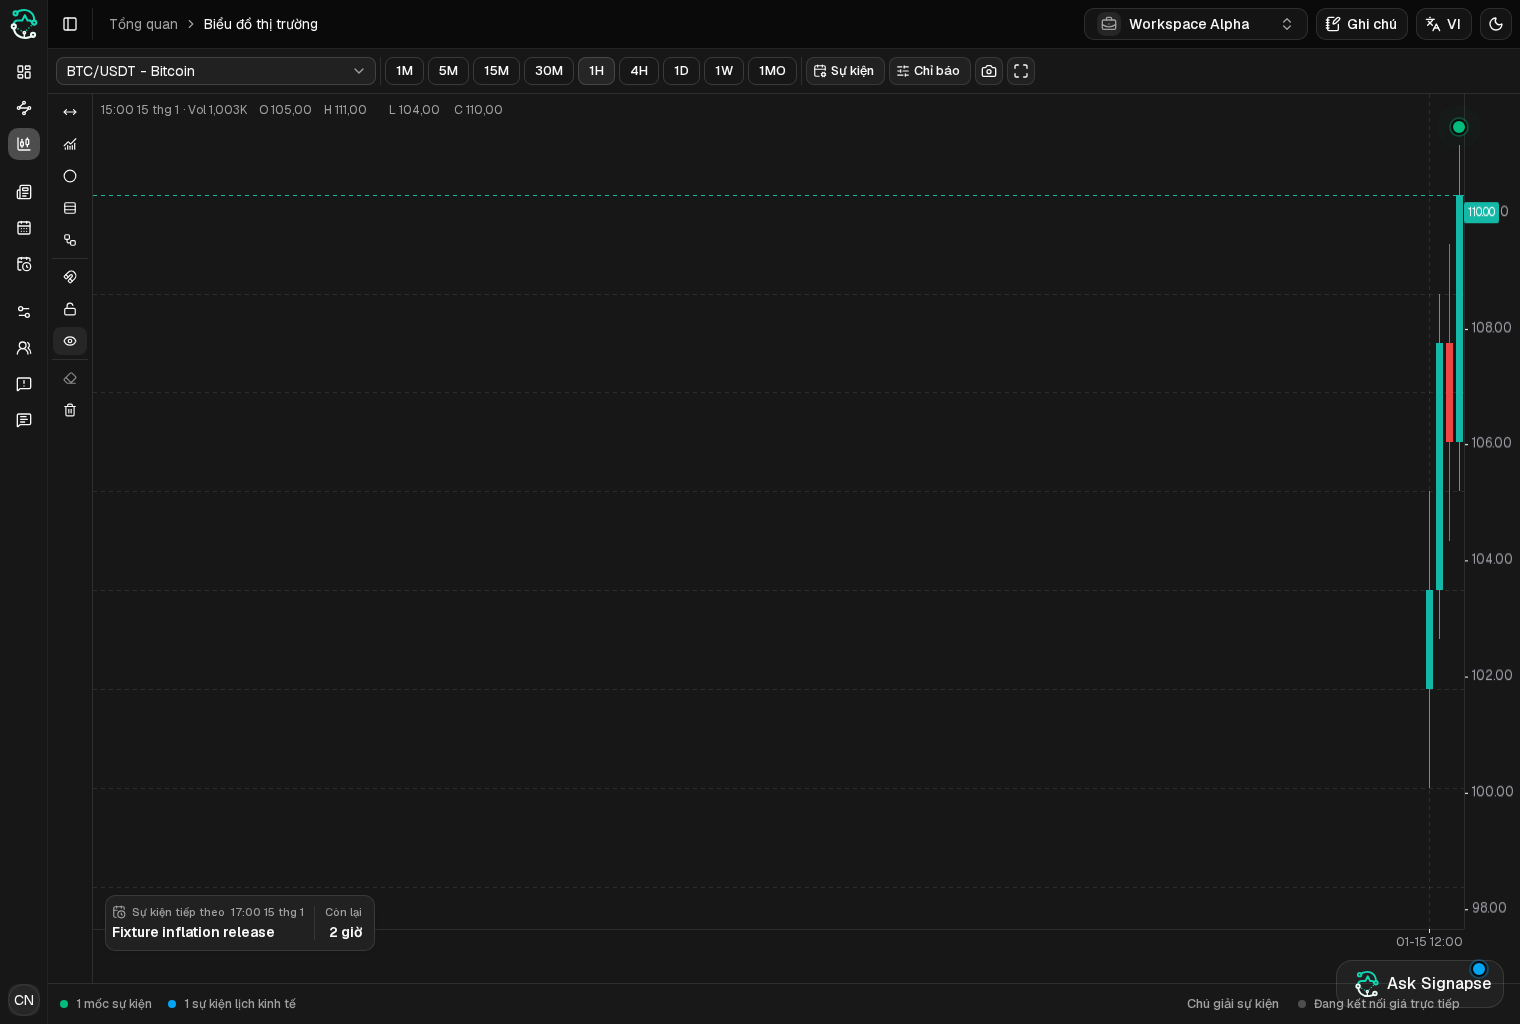 Tổng quan > Biểu đồ thị trường
Workspace Alpha
Ghi chú
VI
BTC/USDT - Bitcoin
1M 5M 15M 30M 1H 4H 1D 1W 1MO
Sự kiện
Chỉ báo
15:00 15 thg 1 · Vol 1,003K O 105,00 H 111,00 L 104,00 C 110,00
110.00
0
108.00
106.00
104.00
102.00
100.00
98.00
01-15 12:00
Sự kiện tiếp theo 17:00 15 thg 1
Còn lại
Fixture inflation release
2 giờ
Ask Signapse
CN
1 mốc sự kiện
1 sự kiện lịch kinh tế
Chú giải sự kiện
Đang kết nối giá trực tiếp